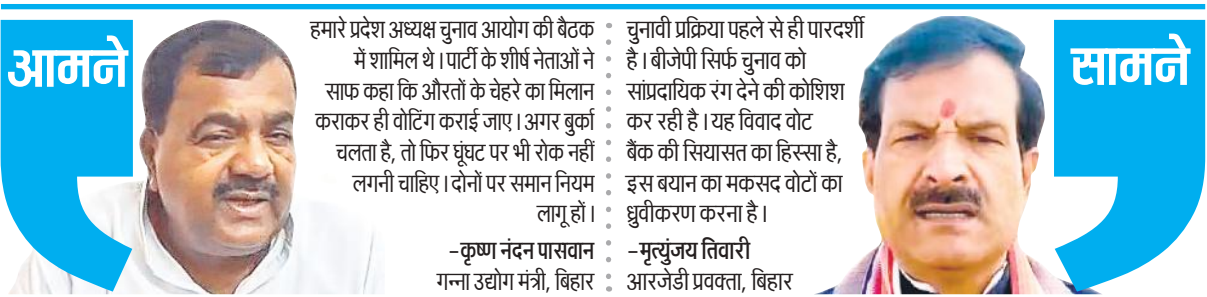 आमने
हमारे प्रदेश अध्यक्ष चुनाव आयोग की बैठक
में शामिल थे। पार्टी के शीर्ष नेताओं ने
साफ कहा कि औरतों के चेहरे का मिलान
कराकर ही वोटिंग कराई जाए। अगर बुर्का
चलता है, तो फिर घूंघट पर भी रोक नहीं
लगनी चाहिए। दोनों पर समान नियम
लागू हों।
–कृष्ण नंदन पासवान
गन्ना उद्योग मंत्री, बिहार
चुनावी प्रक्रिया पहले से ही पारदर्शी
है। बीजेपी सिर्फ चुनाव को
सांप्रदायिक रंग देने की कोशिश
कर रही है। यह विवाद वोट
बैंक की सियासत का हिस्सा है,
इस बयान का मकसद वोटों का
ध्रुवीकरण करना है।
–मृत्युंजय तिवारी
आरजेडी प्रवक्ता, बिहार
सामने